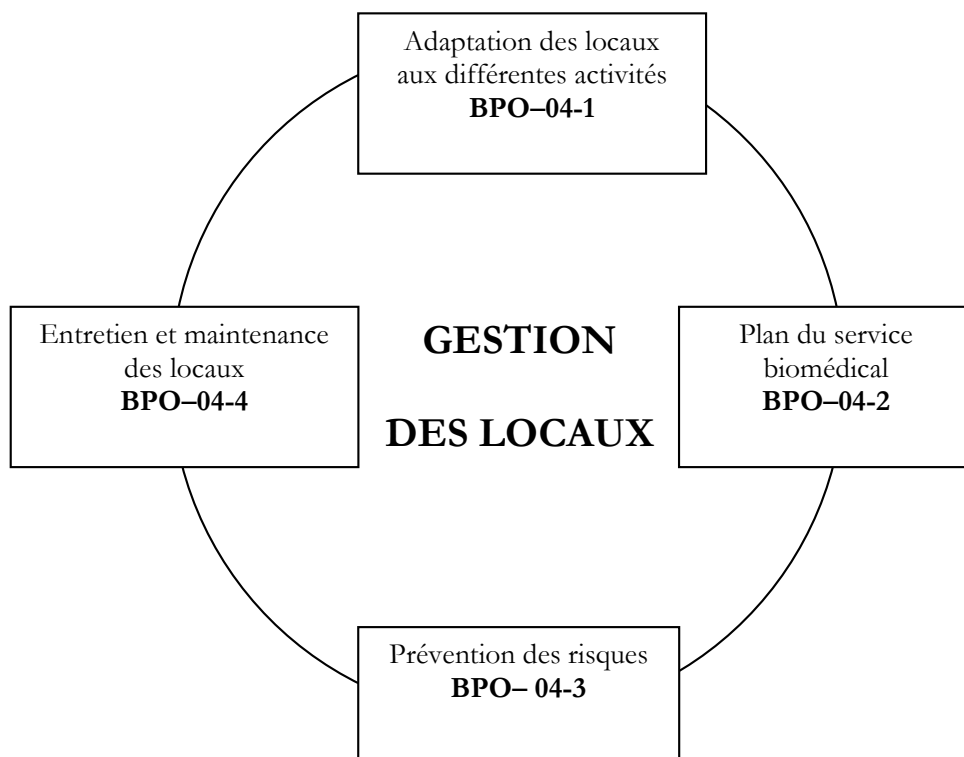 Adaptation des locaux
aux différentes activités
BPO–04-1
Entretien et maintenance
des locaux
BPO–04-4
GESTION
DES LOCAUX
Plan du service
biomédical
BPO–04-2
Prévention des risques
BPO– 04-3